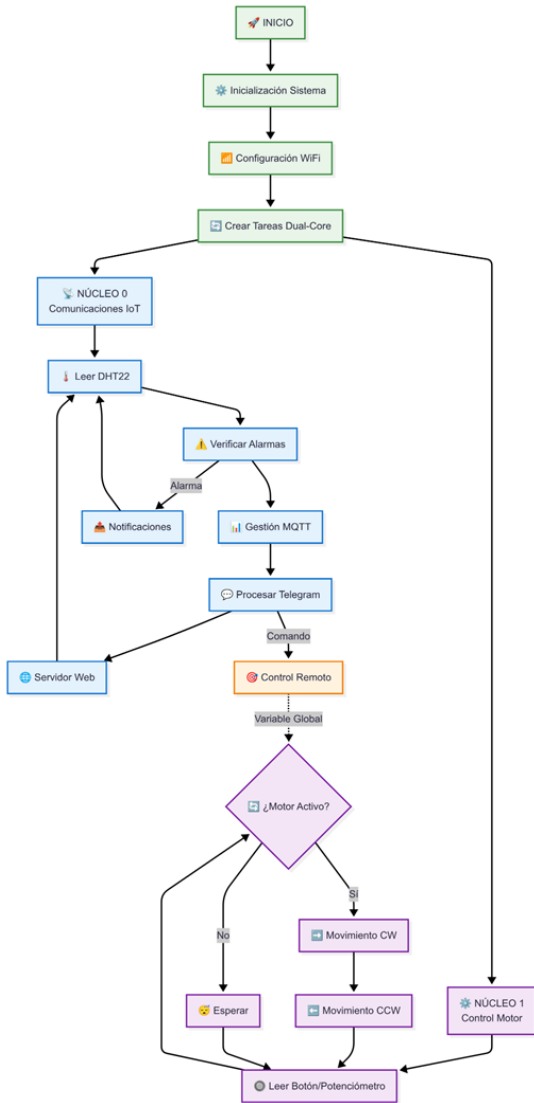 🚀 INICIO
⚙️ Inicialización Sistema
📶 Configuración WiFi
🔄 Crear Tareas Dual-Core
📡 NÚCLEO 0
Comunicaciones IoT
🌡️ Leer DHT22
⚠️ Verificar Alarmas
Alarma
📤 Notificaciones
📊 Gestión MQTT
💬 Procesar Telegram
Comando
🌐 Servidor Web
🎯 Control Remoto
Variable Global
🔄 ¿Motor Activo?
Sí
No
➡️ Movimiento CW
😴 Esperar
⬅️ Movimiento CCW
⚙️ NÚCLEO 1
Control Motor
🔘 Leer Botón/Potenciómetro